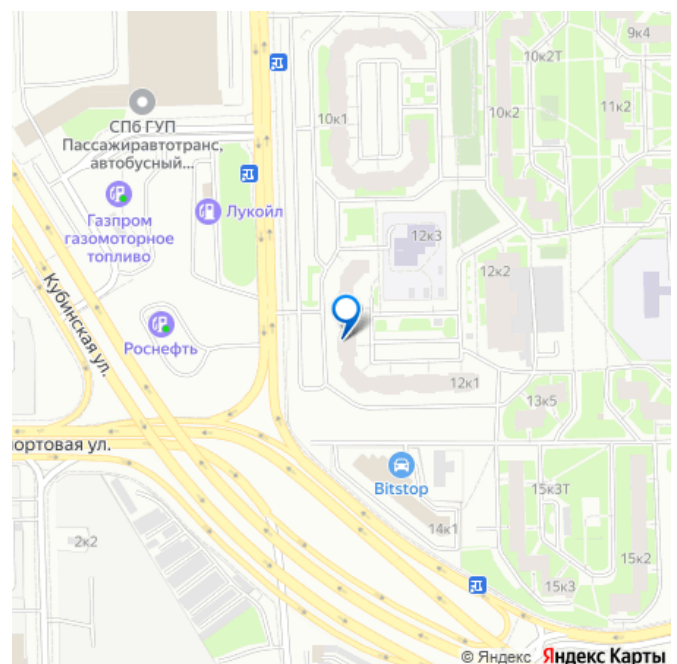 9к4
10к2Т
10к2
11к2
10к1
СПб ГУП
Пассажиравтотранс,
автобусный...
Газпром
газомоторное
топливо
Лукойл
12к3
12к2
Кубинская ул.
Роснефть
12к1
13к5
ортовая ул.
Bitstop
15к3Т
14к1
2к2
15к2
15к3
© Яндекс Яндекс Карты